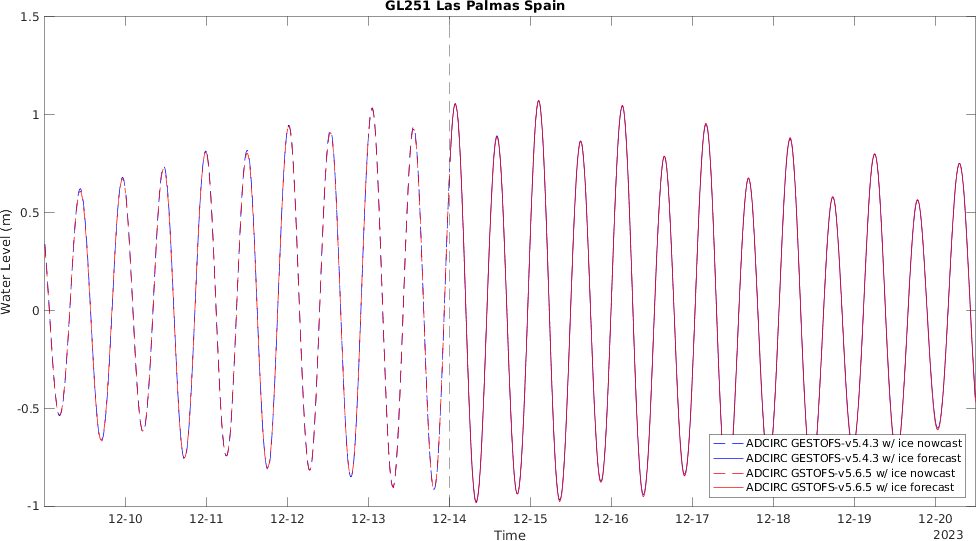 GL251 Las Palmas Spain
Water Level (m)
1.5
1
0.5
0
-0.5
-1
ADCIRC GESTOFS-v5.4.3 w/ ice nowcast
ADCIRC GESTOFS-v5.4.3 w/ ice forecast
ADCIRC GSTOFS-v5.6.5 w/ ice nowcast
ADCIRC GSTOFS-v5.6.5 w/ ice forecast
12-10 12-11 12-12 12-13 12-14 12-15 12-16 12-17 12-18 12-19 12-20
Time
2023